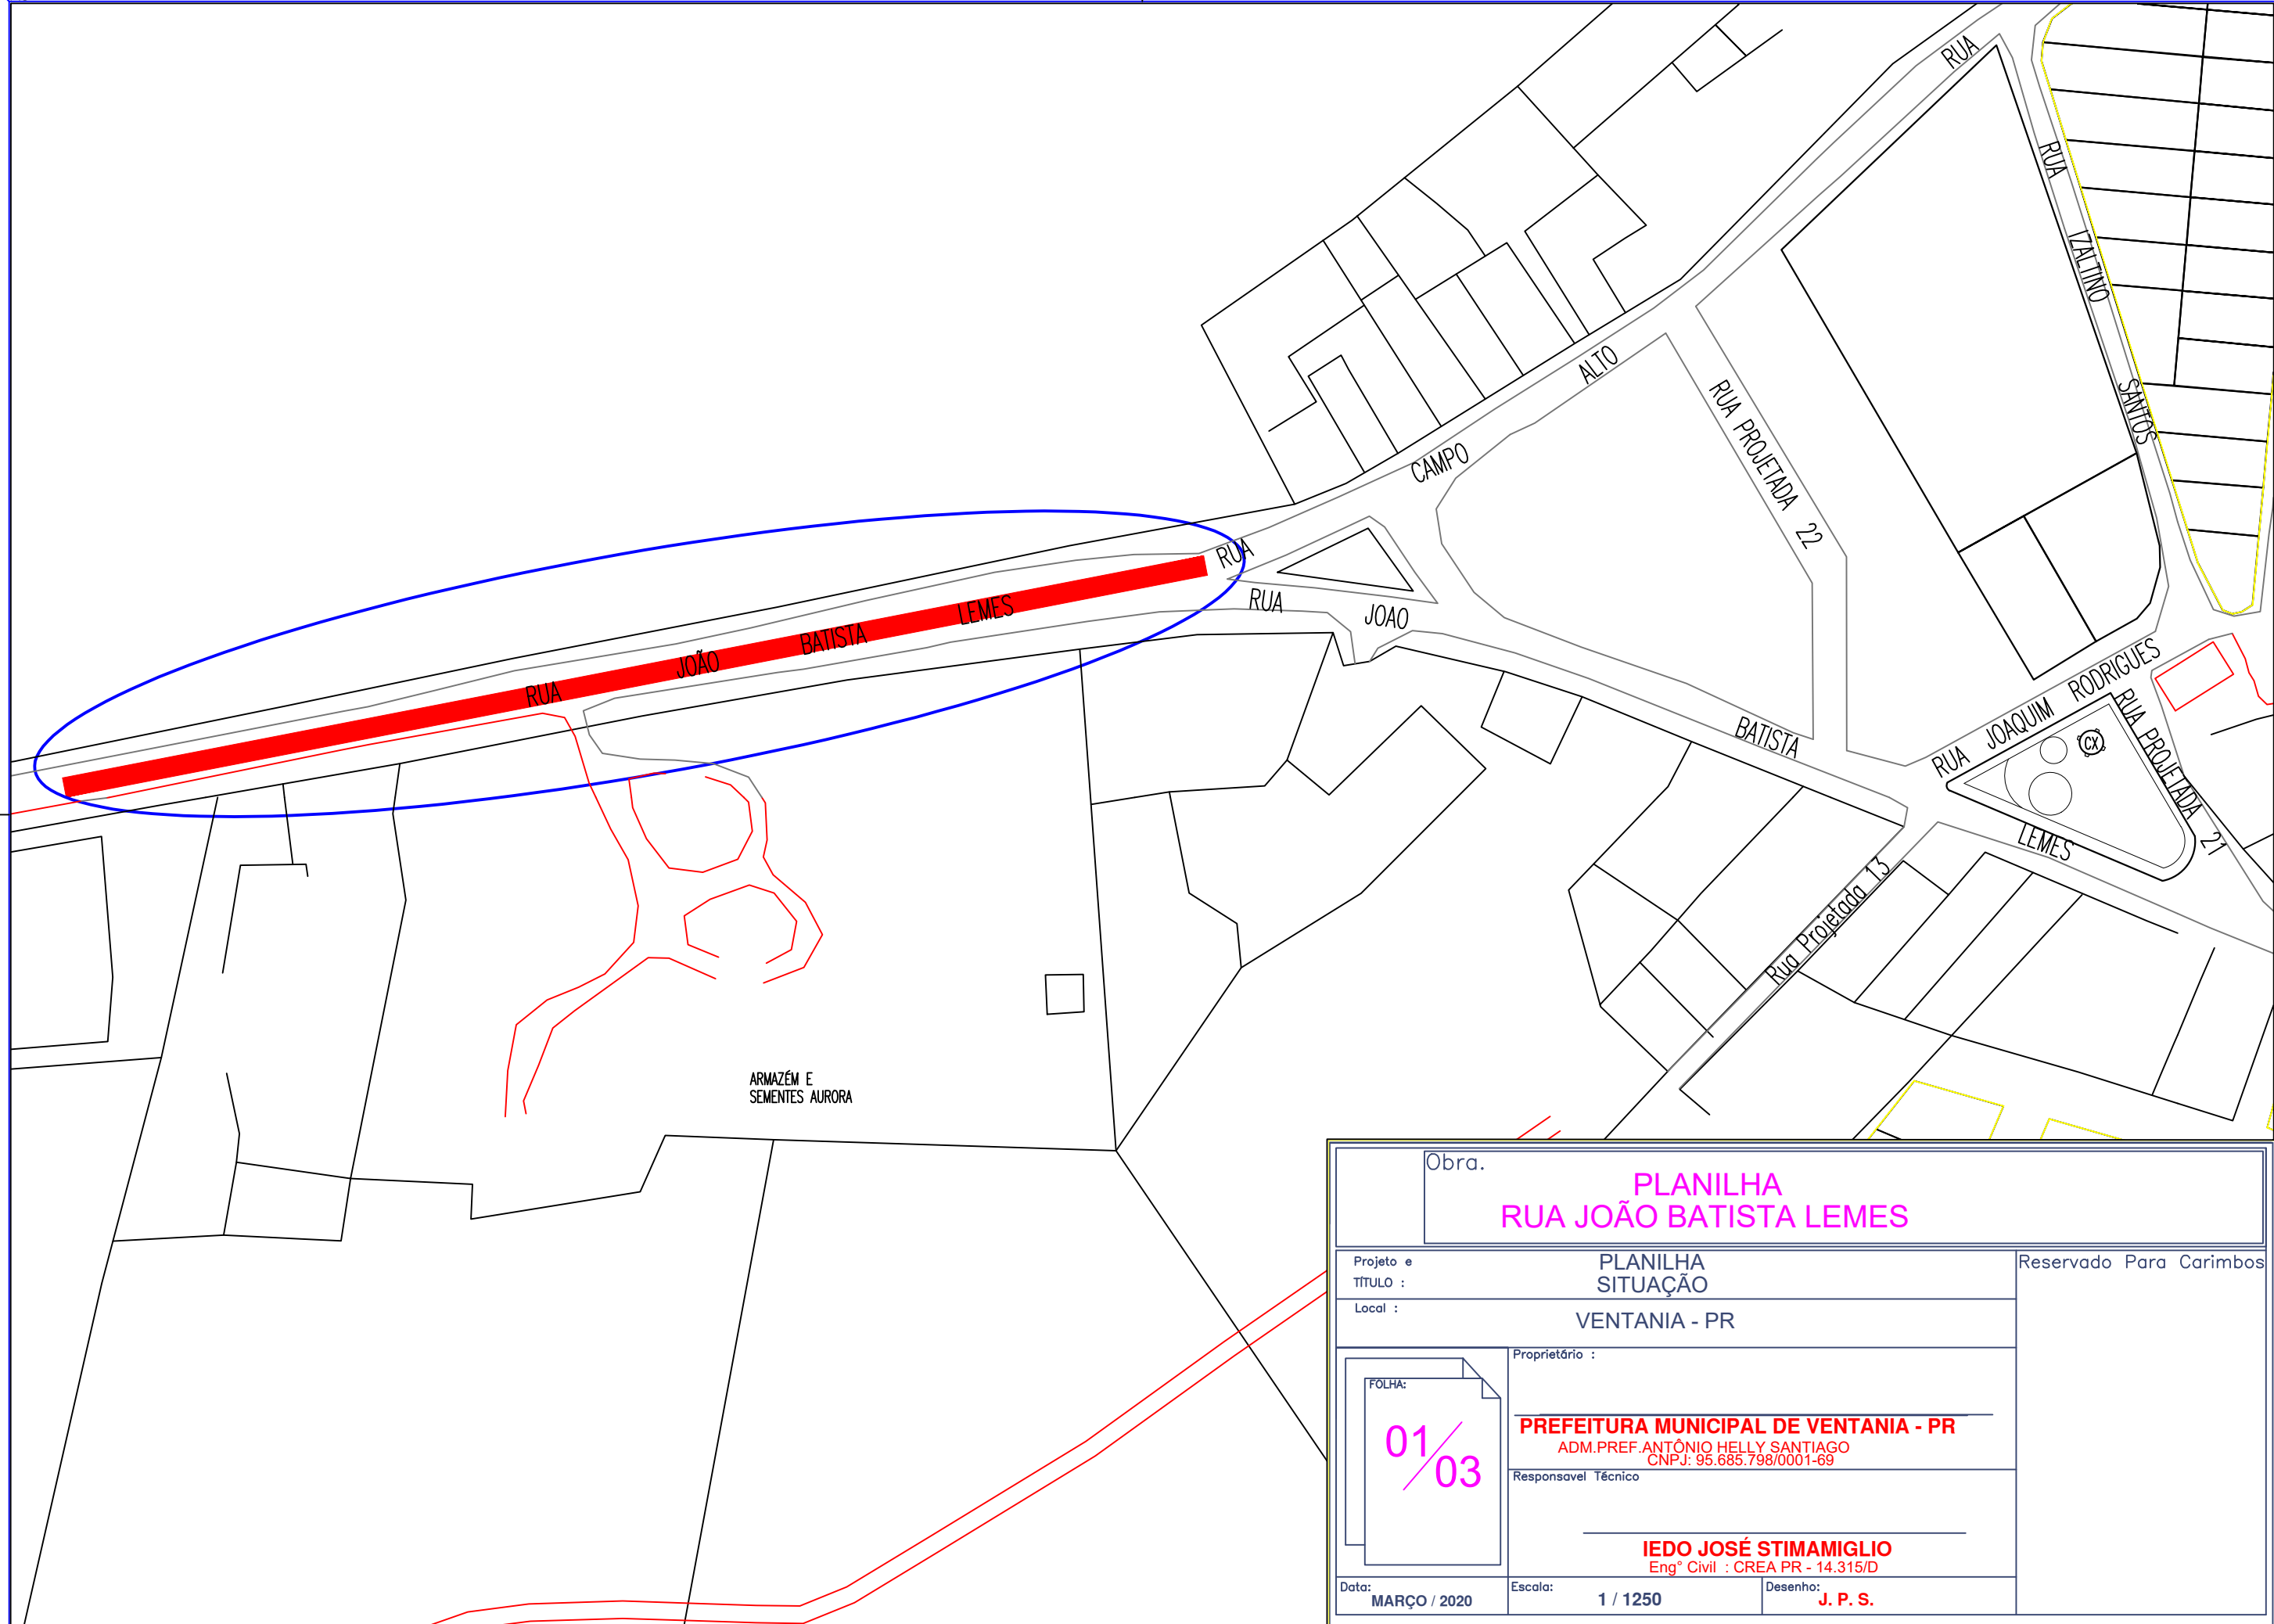 RUA
RUA
IZALTINO
SANTOS
ALTO
CAMPO
RUA
RUA PROJETADA 22
RUA JOÃO BATISTA LEMES
RUA
JOAO
BATISTA
LEMES
RUA JOAQUIM RODRIGUES
CX
RUA PROJETADA 21
Rua Projetada 13
ARMAZÉM E
SEMENTES AURORA
Obra.
PLANILHA
RUA JOÃO BATISTA LEMES
Projeto e
TITULO :
PLANILHA
SITUAÇÃO
Reservado Para Carimbos
Local :
VENTANIA - PR
FOLHA:
01/03
Proprietário :
PREFEITURA MUNICIPAL DE VENTANIA - PR
ADM.PREF.ANTÔNIO HELLY SANTIAGO
CNPJ: 95.685.798/0001-69
Responsavel Técnico
IEDO JOSÉ STIMAMIGLIO
Eng° Civil : CREA PR - 14.315/D
Data:
MARÇO / 2020
Escala:
1 / 1250
Desenho:
J. P. S.